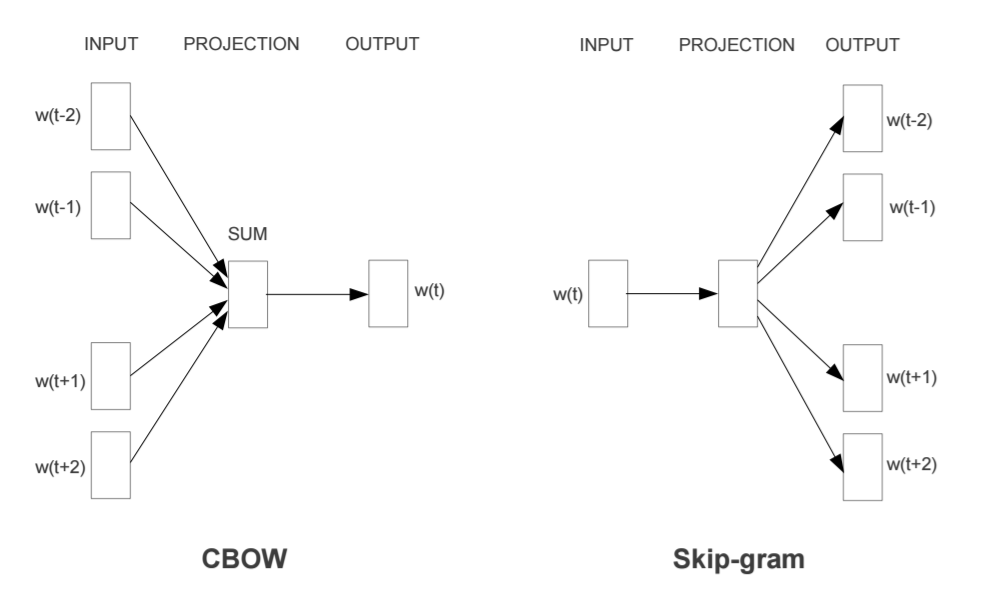 INPUT PROJECTION OUTPUT
w(t-2)
w(t-1)
SUM
w(t)
w(t+1)
w(t+2)
CBOW
INPUT PROJECTION OUTPUT
w(t-2)
w(t-1)
w(t)
w(t+1)
w(t+2)
Skip-gram